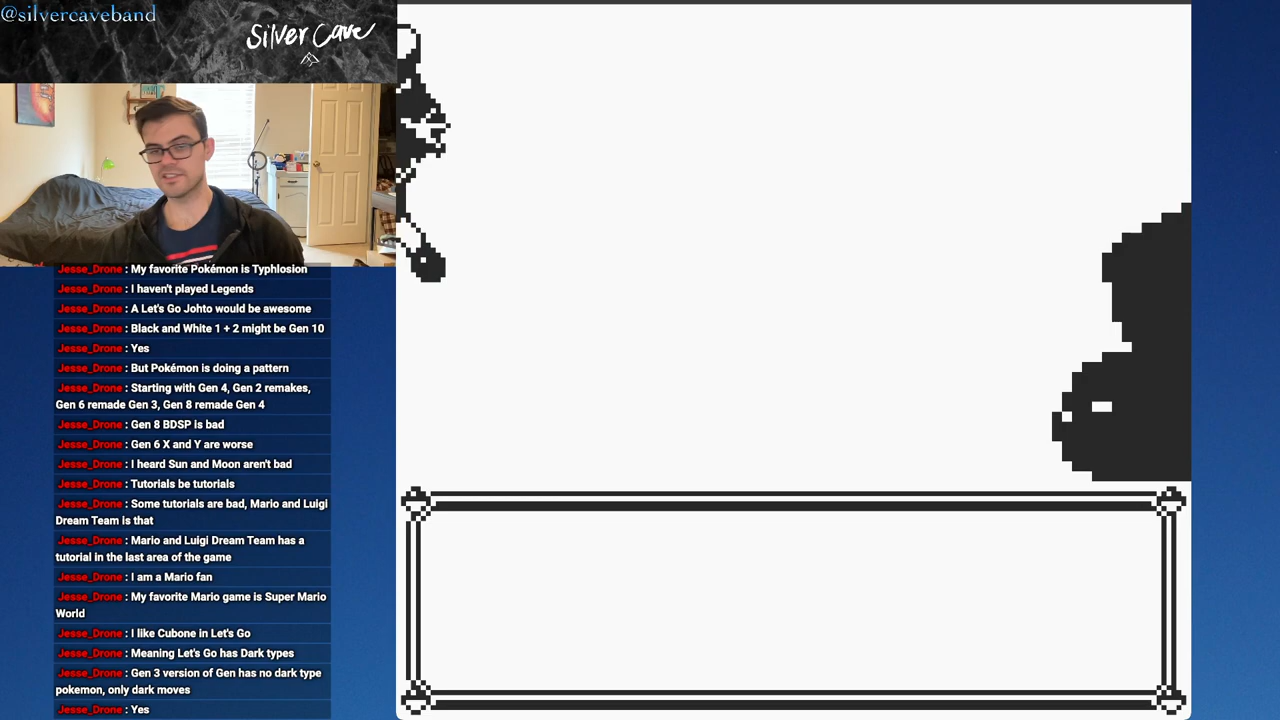 @silvercaveband
Silver Cave
Jesse_Drone : My favorite Pokémon is Typhlosion
Jesse_Drone : I haven't played Legends
Jesse_Drone : A Let's Go Johto would be awesome
Jesse_Drone : Black and White 1 + 2 might be Gen 10
Jesse_Drone : Yes
Jesse_Drone : But Pokémon is doing a pattern
Jesse_Drone : Starting with Gen 4, Gen 2 remakes,
Gen 6 remade Gen 3, Gen 8 remade Gen 4
Jesse_Drone : Gen 8 BDSP is bad
Jesse_Drone : Gen 6 X and Y are worse
Jesse_Drone : I heard Sun and Moon aren't bad
Jesse_Drone : Tutorials be tutorials
Jesse_Drone : Some tutorials are bad, Mario and Luigi
Dream Team is that
Jesse_Drone : Mario and Luigi Dream Team has a
tutorial in the last area of the game
Jesse_Drone : I am a Mario fan
Jesse_Drone : My favorite Mario game is Super Mario
World
Jesse_Drone : I like Cubone in Let's Go
Jesse_Drone : Meaning Let's Go has Dark types
Jesse_Drone : Gen 3 version of Gen has no dark type
pokemon, only dark moves
Jesse_Drone : Yes